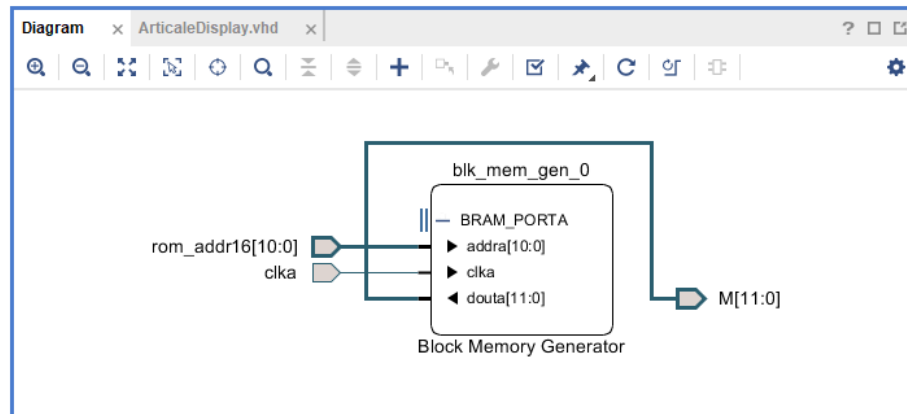 Diagram × ArticaleDisplay.vhd ×
?
blk_mem_gen_0
BRAM_PORTA
rom_addr16[10:0] addra[10:0]
clka clka
douta[11:0] M[11:0]
Block Memory Generator